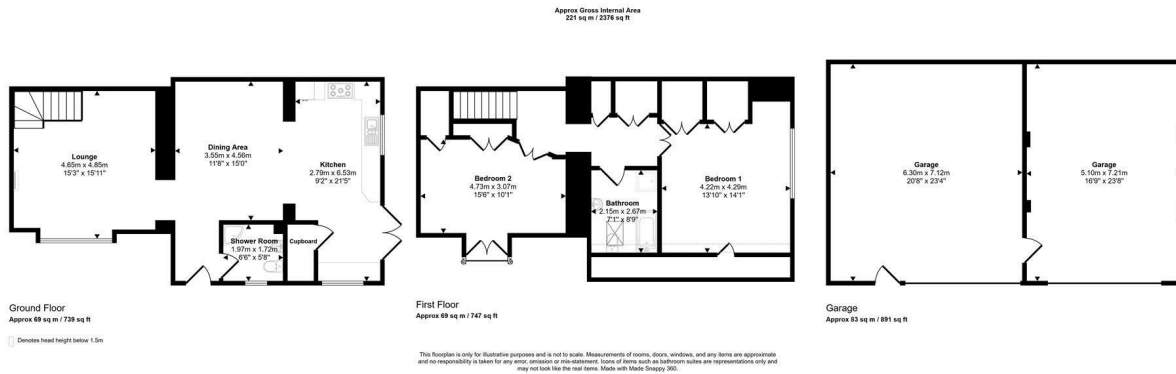 Approx Gross Internal Area
221 sq m / 2376 sq ft
Lounge
4.65m x 4.85m
15'3" x 15'11"
Dining Area
3.55m x 4.56m
11'8" x 15'0"
Kitchen
2.79m x 6.53m
9'2" x 21'5"
Shower Room
1.97m x 1.72m
6'6" x 5'8"
Cupboard
Ground Floor
Approx 69 sq m / 739 sq ft
Denotes head height below 1.5m
Bedroom 2
4.73m x 3.07m
15'6" x 10'1"
Bathroom
2.15m x 2.67m
7'1" x 8'9"
Bedroom 1
4.22m x 4.29m
13'10" x 14'1"
First Floor
Approx 69 sq m / 747 sq ft
Garage
6.30m x 7.12m
20'8" x 23'4"
Garage
5.10m x 7.21m
16'9" x 23'8"
Garage
Approx 83 sq m / 891 sq ft
This floorplan is only for illustrative purposes and is not to scale. Measurements of rooms, doors, windows, and any items are approximate
and no responsibility is taken for any error, omission or mis-statement. Icons of items such as bathroom suites are representations only and
may not look like the real items. Made with Made Snappy 360.